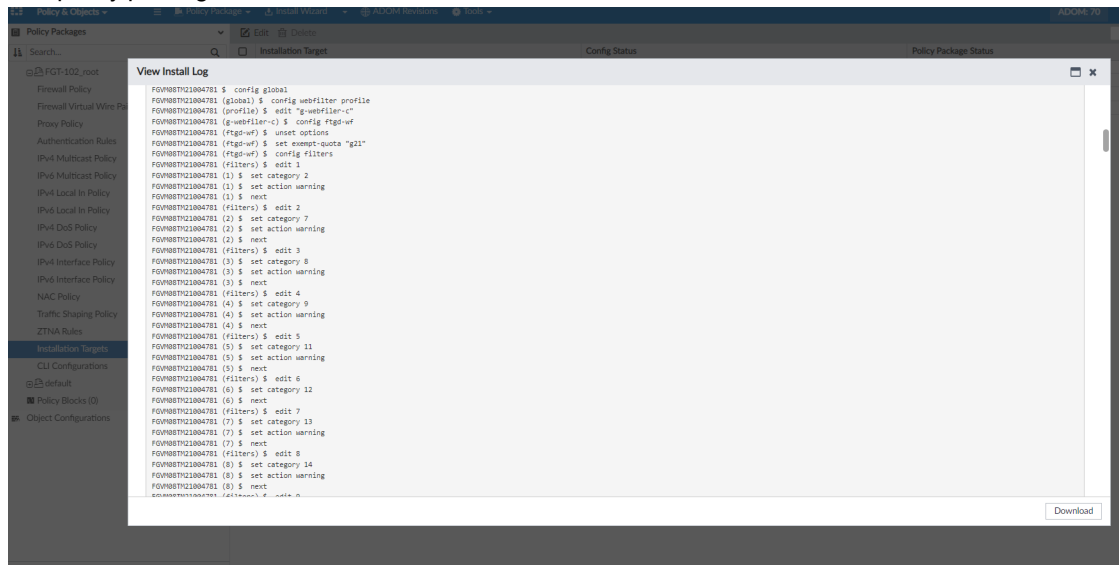 Policy & Objects
Policy Package
Install Wizard
ADOM Revisions
Tools
ADOM: 70
Policy Packages
Edit
Delete
Search...
Installation Target
Config Status
Policy Package Status
FGT-102_root
Firewall Policy
Firewall Virtual Wire Pai
Proxy Policy
Authentication Rules
IPv4 Multicast Policy
IPv6 Multicast Policy
IPv4 Local In Policy
IPv6 Local In Policy
IPv4 DoS Policy
IPv6 DoS Policy
IPv4 Interface Policy
IPv6 Interface Policy
NAC Policy
Traffic Shaping Policy
ZTNA Rules
Installation Targets
CLI Configurations
default
Policy Blocks (0)
Object Configurations
View Install Log
FGVM08TM21004781 $ config global
FGVM08TM21004781 (global) $ config webfilter profile
FGVM08TM21004781 (profile) $ edit "g-webfiler-c"
FGVM08TM21004781 (g-webfiler-c) $ config ftgd-wf
FGVM08TM21004781 (ftgd-wf) $ unset options
FGVM08TM21004781 (ftgd-wf) $ set exempt-quota "g21"
FGVM08TM21004781 (ftgd-wf) $ config filters
FGVM08TM21004781 (filters) $ edit 1
FGVM08TM21004781 (1) $ set category 2
FGVM08TM21004781 (1) $ set action warning
FGVM08TM21004781 (1) $ next
FGVM08TM21004781 (filters) $ edit 2
FGVM08TM21004781 (2) $ set category 7
FGVM08TM21004781 (2) $ set action warning
FGVM08TM21004781 (2) $ next
FGVM08TM21004781 (filters) $ edit 3
FGVM08TM21004781 (3) $ set category 8
FGVM08TM21004781 (3) $ set action warning
FGVM08TM21004781 (3) $ next
FGVM08TM21004781 (filters) $ edit 4
FGVM08TM21004781 (4) $ set category 9
FGVM08TM21004781 (4) $ set action warning
FGVM08TM21004781 (4) $ next
FGVM08TM21004781 (filters) $ edit 5
FGVM08TM21004781 (5) $ set category 11
FGVM08TM21004781 (5) $ set action warning
FGVM08TM21004781 (5) $ next
FGVM08TM21004781 (filters) $ edit 6
FGVM08TM21004781 (6) $ set category 12
FGVM08TM21004781 (6) $ next
FGVM08TM21004781 (filters) $ edit 7
FGVM08TM21004781 (7) $ set category 13
FGVM08TM21004781 (7) $ set action warning
FGVM08TM21004781 (7) $ next
FGVM08TM21004781 (filters) $ edit 8
FGVM08TM21004781 (8) $ set category 14
FGVM08TM21004781 (8) $ set action warning
FGVM08TM21004781 (8) $ next
FGVM08TM21004781 (filters) $ edit 9
Download